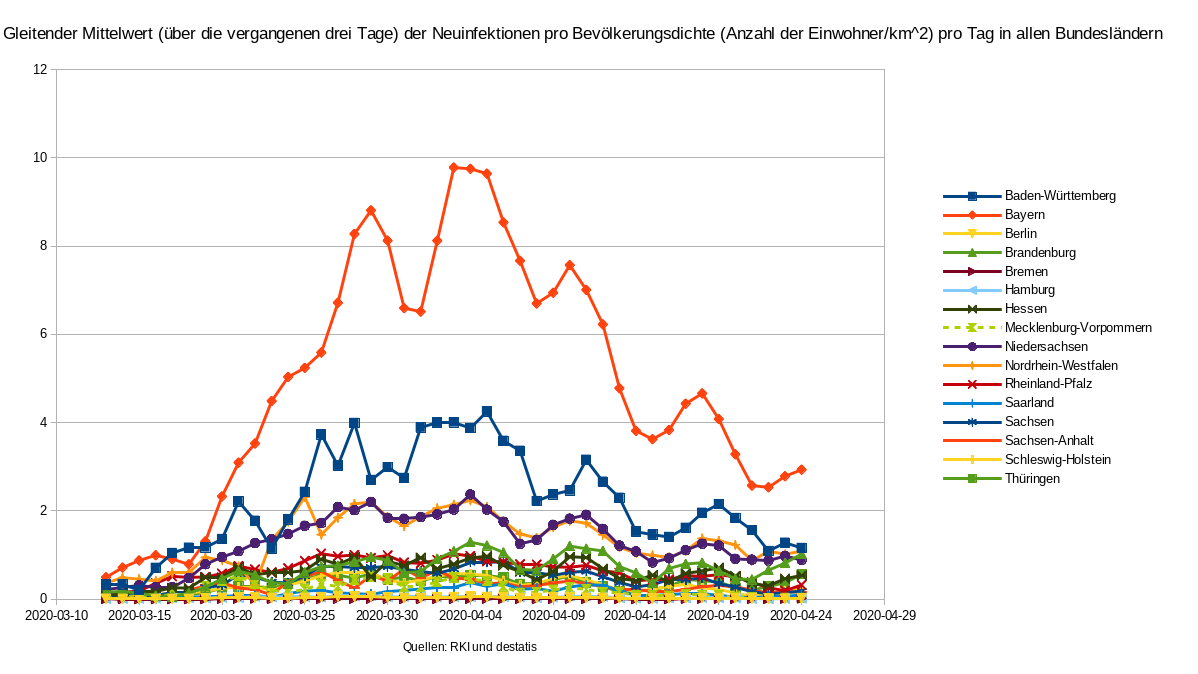 Gleitender Mittelwert (über die vergangenen drei Tage) der Neuinfektionen pro Bevölkerungsdichte (Anzahl der Einwohner/km^2) pro Tag in allen Bundesländern
12
10
8
6
4
2
0
2020-03-10 2020-03-15 2020-03-20 2020-03-25 2020-03-30 2020-04-04 2020-04-09 2020-04-14 2020-04-19 2020-04-24 2020-04-29
Baden-Württemberg
Bayern
Berlin
Brandenburg
Bremen
Hamburg
Hessen
Mecklenburg-Vorpommern
Niedersachsen
Nordrhein-Westfalen
Rheinland-Pfalz
Saarland
Sachsen
Sachsen-Anhalt
Schleswig-Holstein
Thüringen
Quellen: RKI und destatis